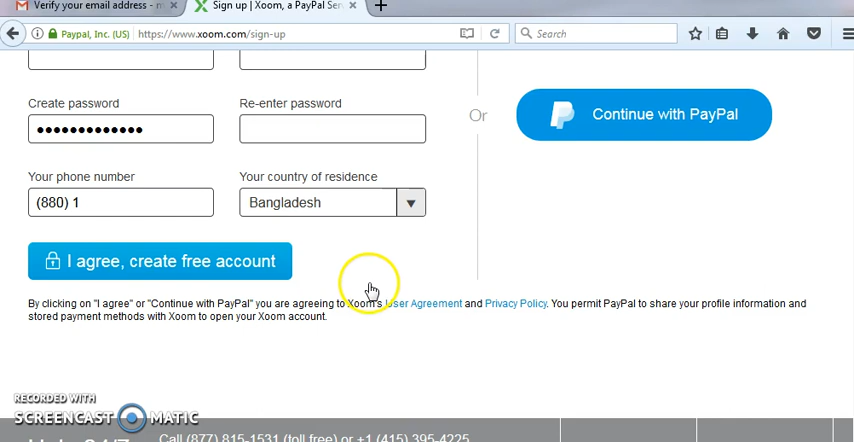 Verify your email address - m
Sign up | Xoom, a PayPal Ser
Paypal, Inc. (US)
https://www.xoom.com/sign-up
Search
Create password
Re-enter password
Or
Continue with PayPal
Your phone number
Your country of residence
(880) 1
Bangladesh
I agree, create free account
By clicking on "I agree" or "Continue with PayPal" you are agreeing to Xoom's User Agreement and Privacy Policy. You permit PayPal to share your profile information and
stored payment methods with Xoom to open your Xoom account.
RECORDED WITH
SCREENCAST MATIC
Call (877) 815-1531 (toll free) or +1 (415) 395-4225